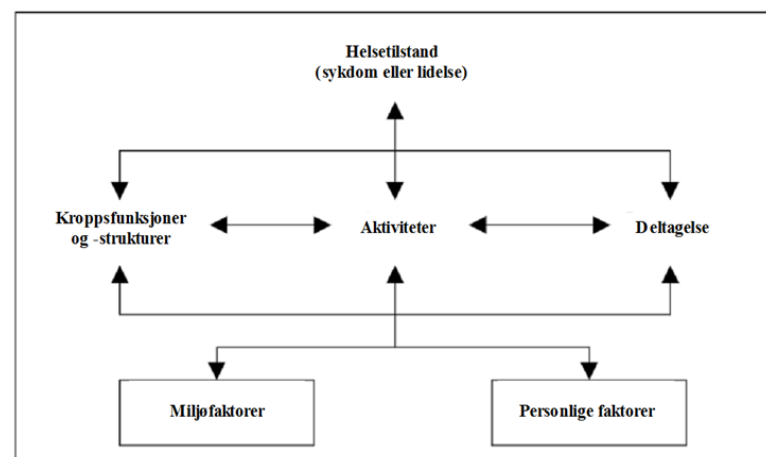 Helsetilstand
(sykdom eller lidelse)
Kroppsfunksjoner
og -strukturer
Aktiviteter
Deltagelse
Miljøfaktorer
Personlige faktorer